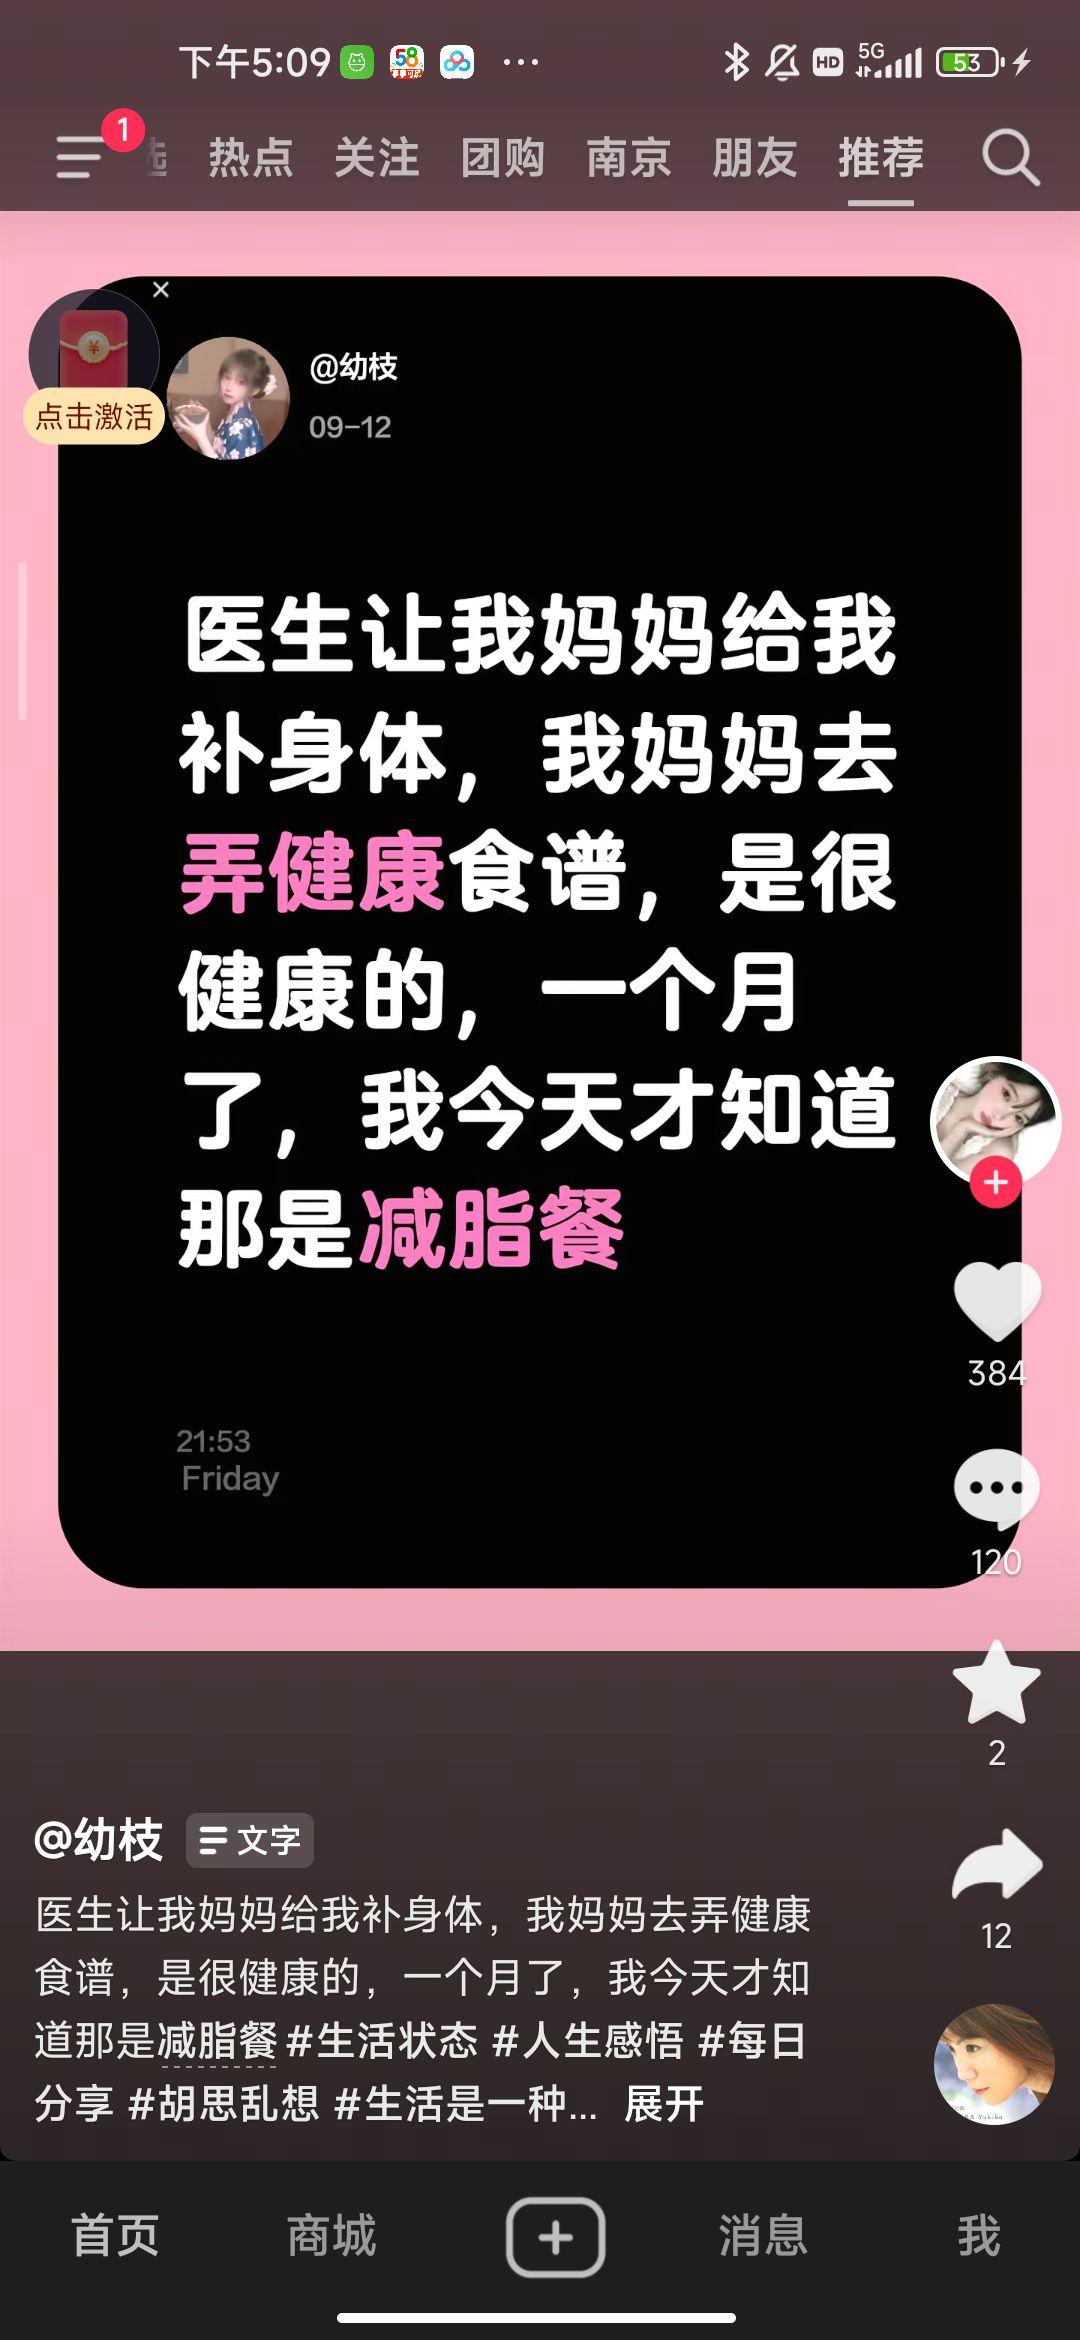 下午5:09
58
HD
5G
53
1
热点 关注 团购 南京 朋友 推荐
点击激活
@幼枝
09-12
医生让我妈妈给我
补身体，我妈妈去
弄健康食谱，是很
健康的，一个月
了，我今天才知道
那是减脂餐
21:53
Friday
384
120
2
12
@幼枝 文字
医生让我妈妈给我补身体，我妈妈去弄健康
食谱，是很健康的，一个月了，我今天才知
道那是减脂餐 #生活状态 #人生感悟 #每日
分享 #胡思乱想 #生活是一种... 展开
首页 商城 消息 我